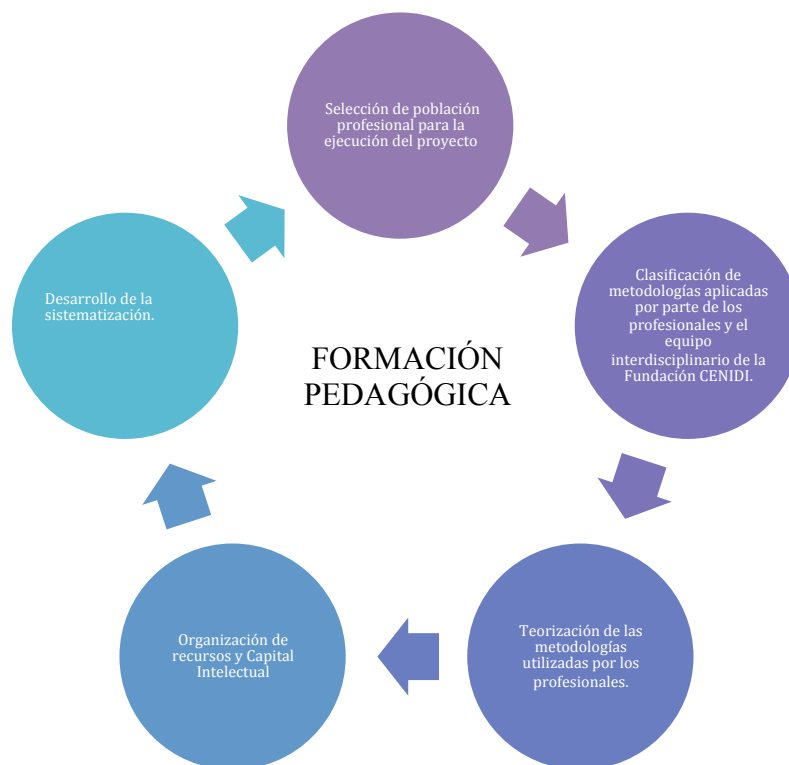 Selección de población
profesional para la
ejecución del proyecto
Clasificación de
metodologías aplicadas
por parte de los
profesionales y el
equipo
interdisciplinario de la
Fundación CENIDI.
Teorización de las
metodologías
utilizadas por los
profesionales.
Organización de
recursos y Capital
Intelectual
Desarrollo de la
sistematización.
FORMACIÓN
PEDAGÓGICA